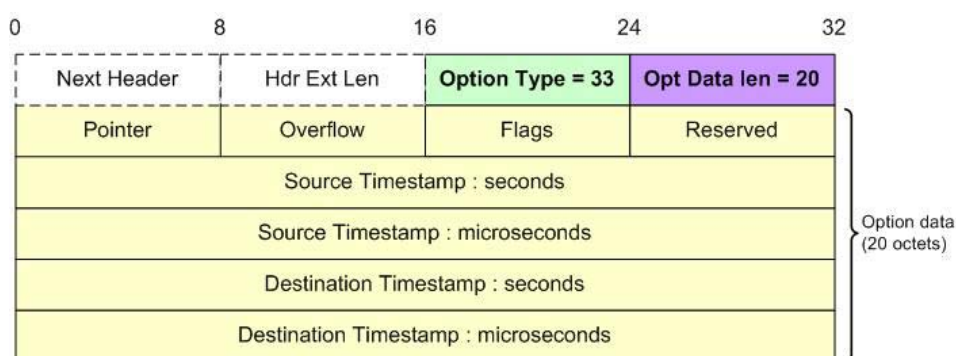 0 8 16 24 32
Next Header Hdr Ext Len Option Type = 33 Opt Data len = 20
Pointer Overflow Flags Reserved
Source Timestamp : seconds
Source Timestamp : microseconds
Destination Timestamp : seconds
Destination Timestamp : microseconds
Option data
(20 octets)